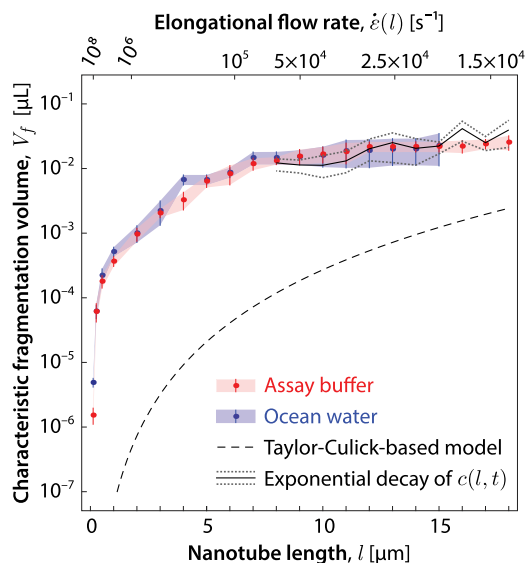 Elongational flow rate, ε̇(l) [s⁻¹]
10⁸ 10⁶ 10⁵ 5×10⁴ 2.5×10⁴ 1.5×10⁴
Characteristic fragmentation volume, V_f [µL]
10⁻¹
10⁻²
10⁻³
10⁻⁴
10⁻⁵
10⁻⁶
10⁻⁷
Assay buffer
Ocean water
Taylor-Culick-based model
Exponential decay of c(l, t)
0 5 10 15
Nanotube length, l [µm]